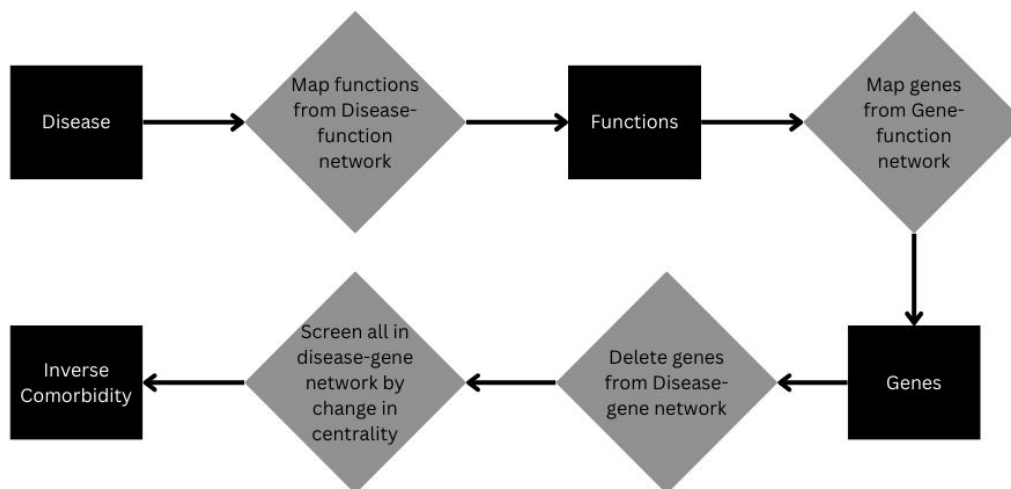 Disease
Map functions
from Disease-
function
network
Functions
Map genes
from Gene-
function
network
Genes
Delete genes
from Disease-
gene network
Screen all in
disease-gene
network by
change in
centrality
Inverse
Comorbidity